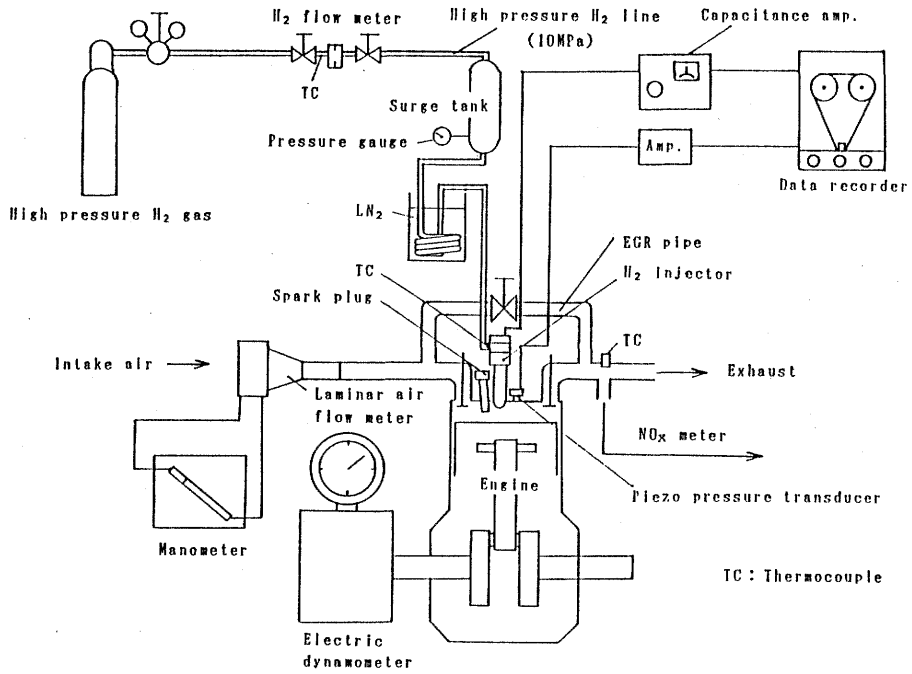 H₂ flow meter
High pressure H₂ line
(10MPa)
Capacitance amp.
TC
Surge tank
Pressure gauge
Amp.
Data recorder
High pressure H₂ gas
LN₂
EGR pipe
TC
H₂ injector
Spark plug
TC
Intake air
Exhaust
Laminar air
flow meter
NOx meter
Engine
Piezo pressure transducer
Manometer
TC : Thermocouple
Electric
dynamometer